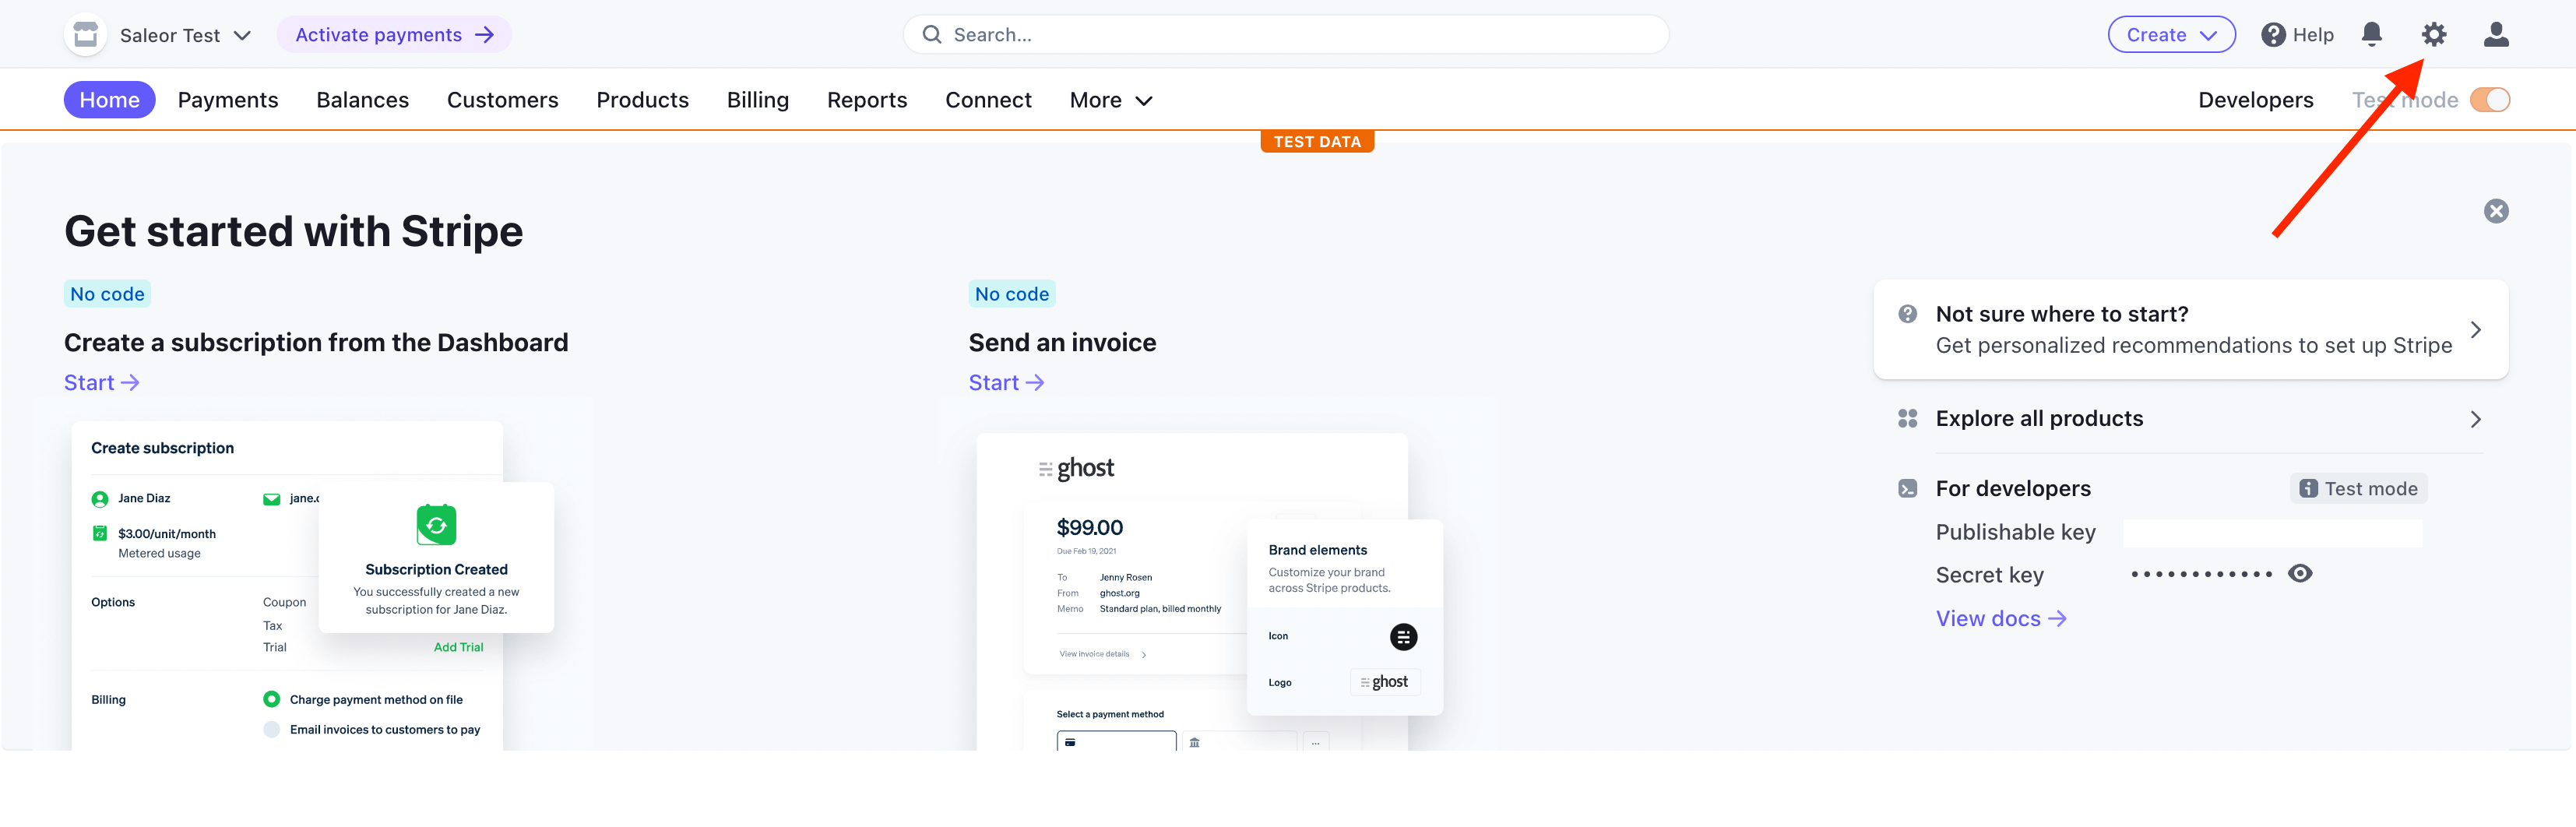 Saleor Test
Activate payments
Search...
Create
Help
Home Payments Balances Customers Products Billing Reports Connect More
Developers
Test mode
TEST DATA
Get started with Stripe
No code
Create a subscription from the Dashboard
Start
Create subscription
Jane Diaz
$3.00/unit/month
Metered usage
Subscription Created
You successfully created a new
subscription for Jane Diaz.
Options
Coupon
Tax
Trial
Add Trial
Billing
Charge payment method on file
Email invoices to customers to pay
No code
Send an invoice
Start
ghost
$99.00
Due Feb 19, 2021
To Jenny Rosen
From ghost.org
Memo Standard plan, billed monthly
View invoice details
Brand elements
Customize your brand
across Stripe products.
Icon
Logo
ghost
Select a payment method
Not sure where to start?
Get personalized recommendations to set up Stripe
Explore all products
For developers
Test mode
Publishable key
Secret key
View docs